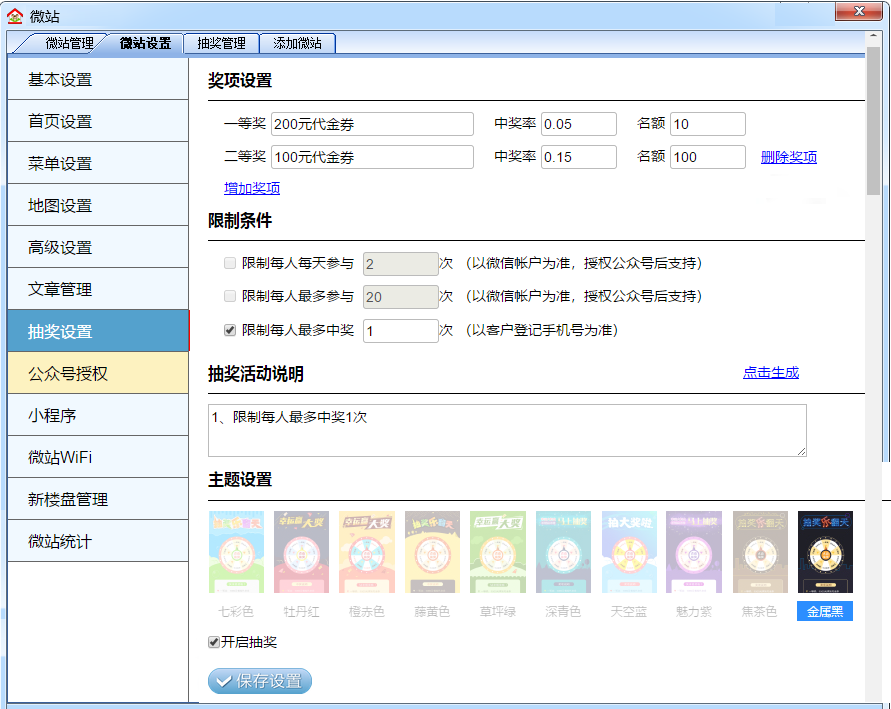 微站
微站管理 微站设置 抽奖管理 添加微站
基本设置
首页设置
菜单设置
地图设置
高级设置
文章管理
抽奖设置
公众号授权
小程序
微站WiFi
新楼盘管理
微站统计
奖项设置
一等奖 200元代金券 中奖率 0.05 名额 10
二等奖 100元代金券 中奖率 0.15 名额 100 删除奖项
增加奖项
限制条件
限制每人每天参与 2 次 （以微信帐户为准，授权公众号后支持）
限制每人最多参与 20 次 （以微信帐户为准，授权公众号后支持）
限制每人最多中奖 1 次 （以客户登记手机号为准）
抽奖活动说明 点击生成
1、限制每人最多中奖1次
主题设置
七彩色 牡丹红 橙赤色 藤黄色 草坪绿 深青色 天空蓝 魅力紫 焦茶色 金属黑
开启抽奖
保存设置